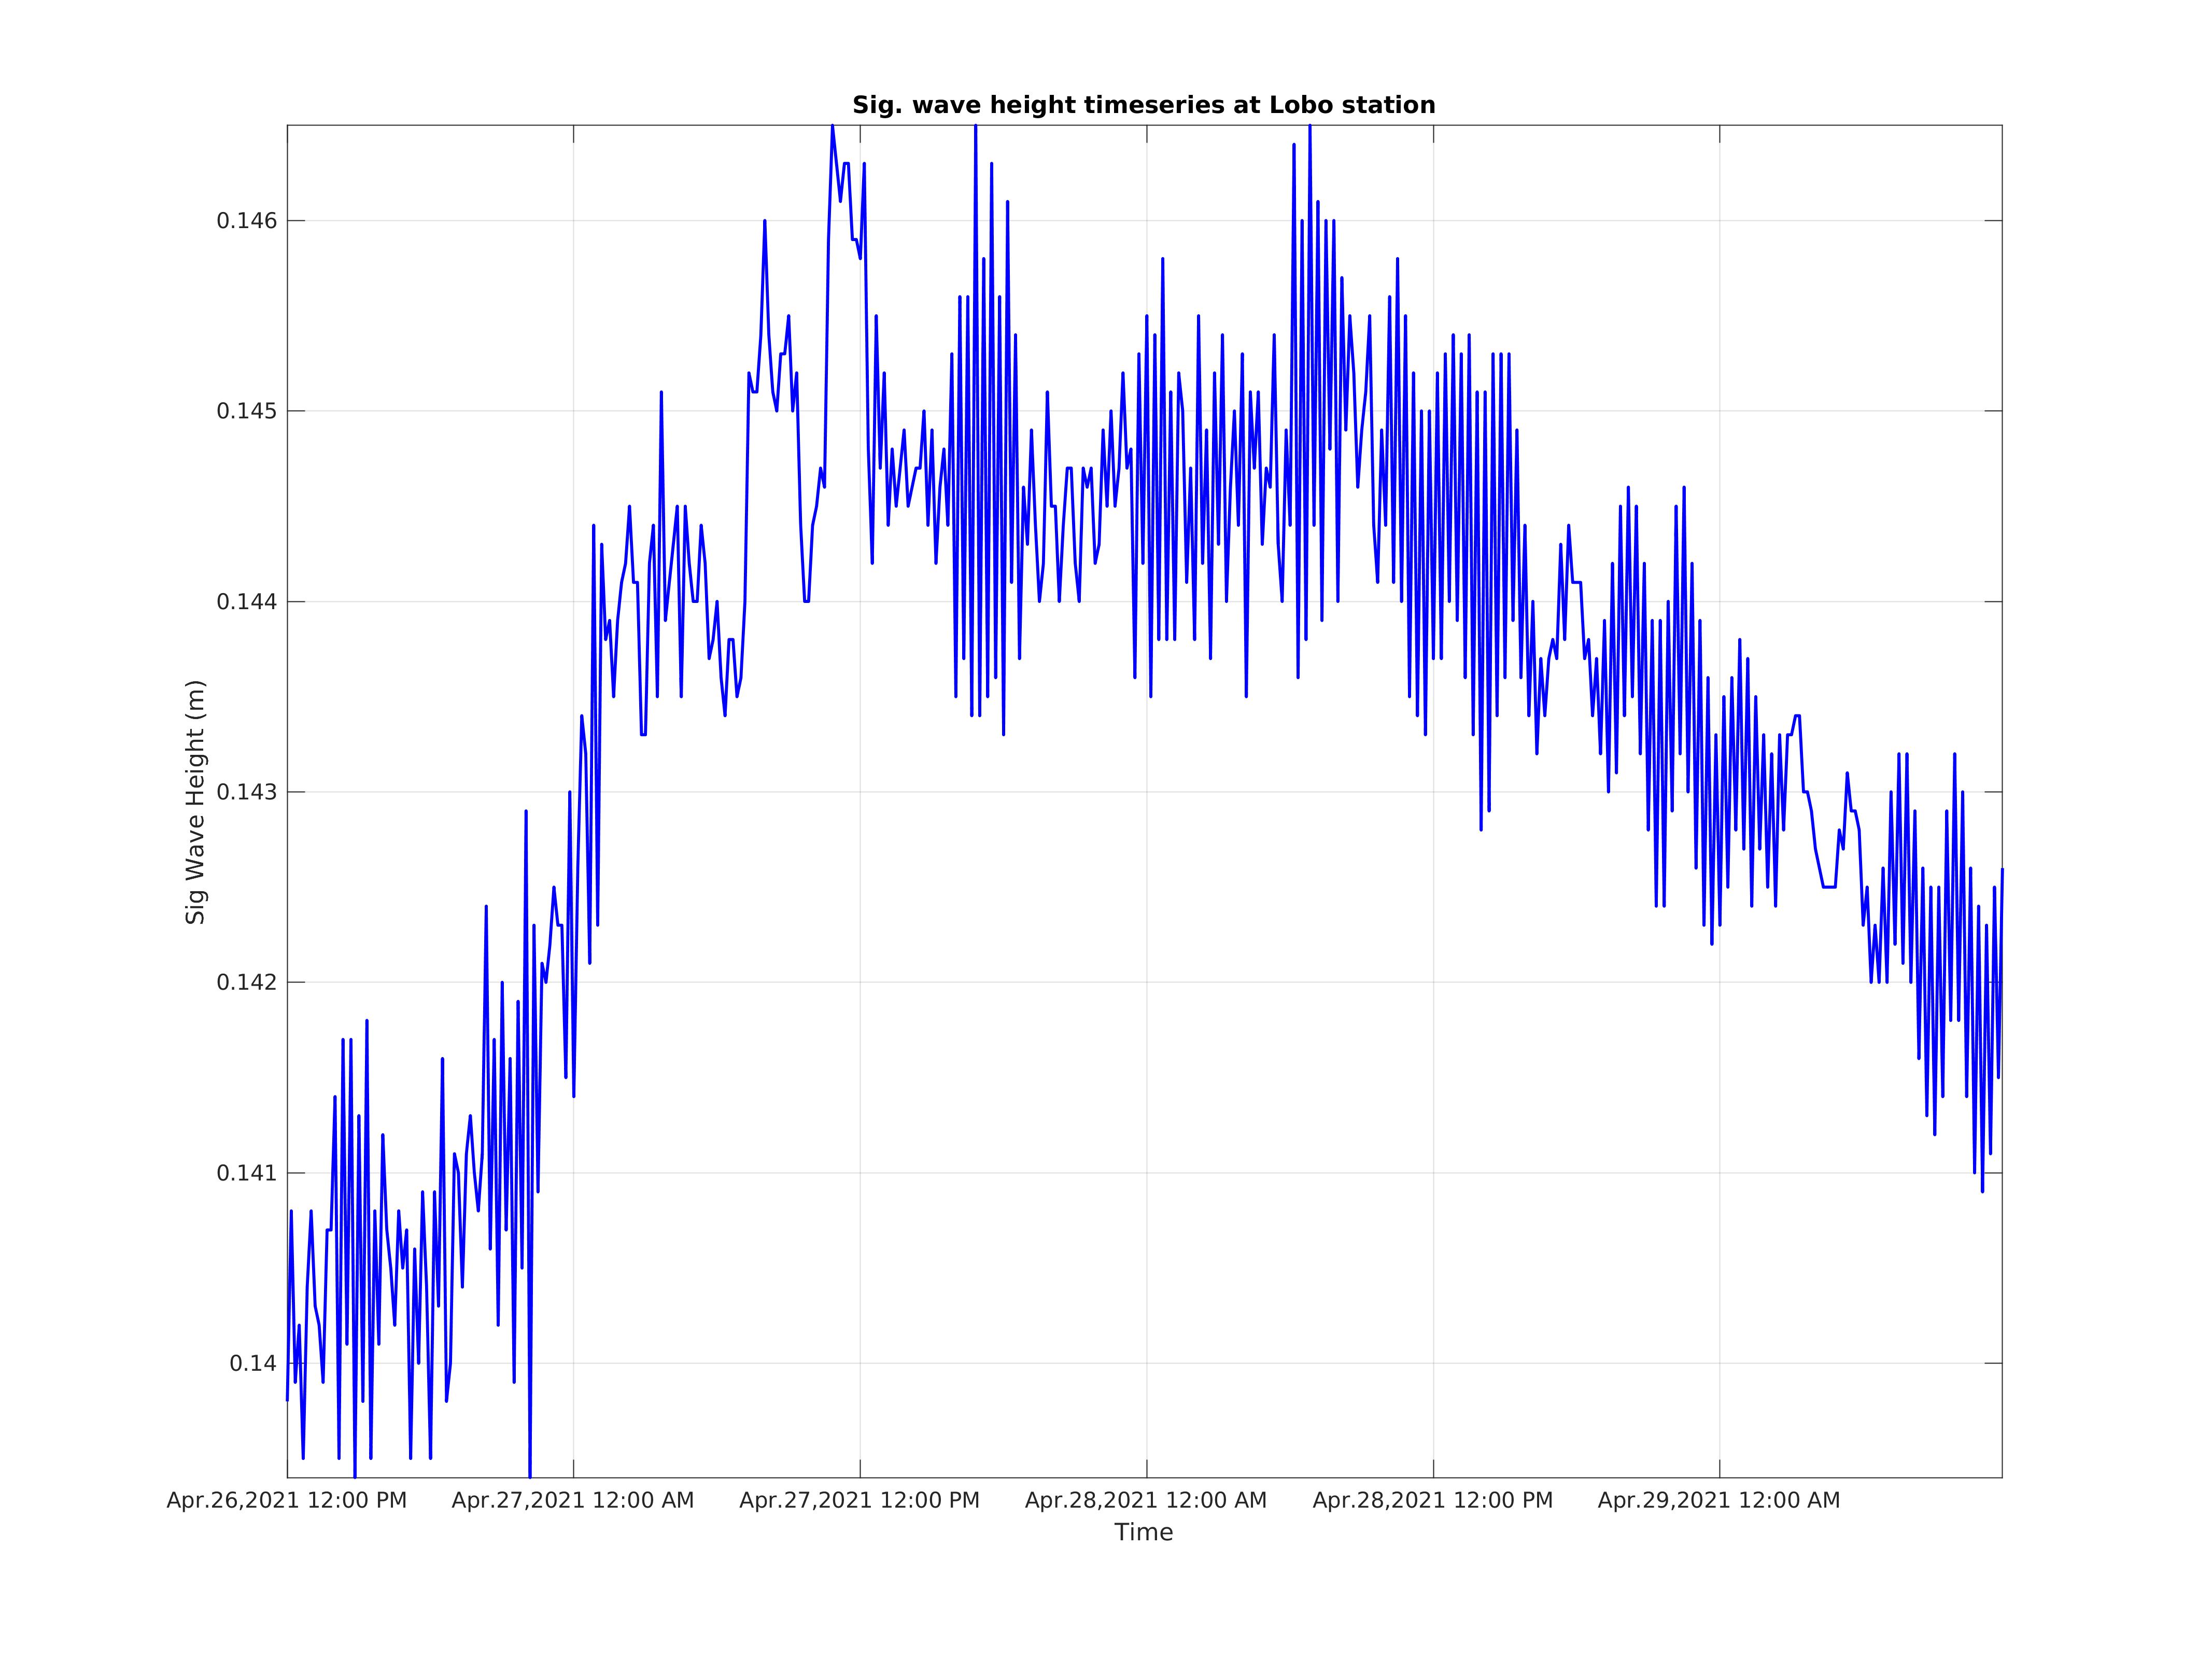 Sig. wave height timeseries at Lobo station
0.146
0.145
0.144
0.143
0.142
0.141
0.14
Sig Wave Height (m)
Apr.26,2021 12:00 PM
Apr.27,2021 12:00 AM
Apr.27,2021 12:00 PM
Apr.28,2021 12:00 AM
Apr.28,2021 12:00 PM
Apr.29,2021 12:00 AM
Time